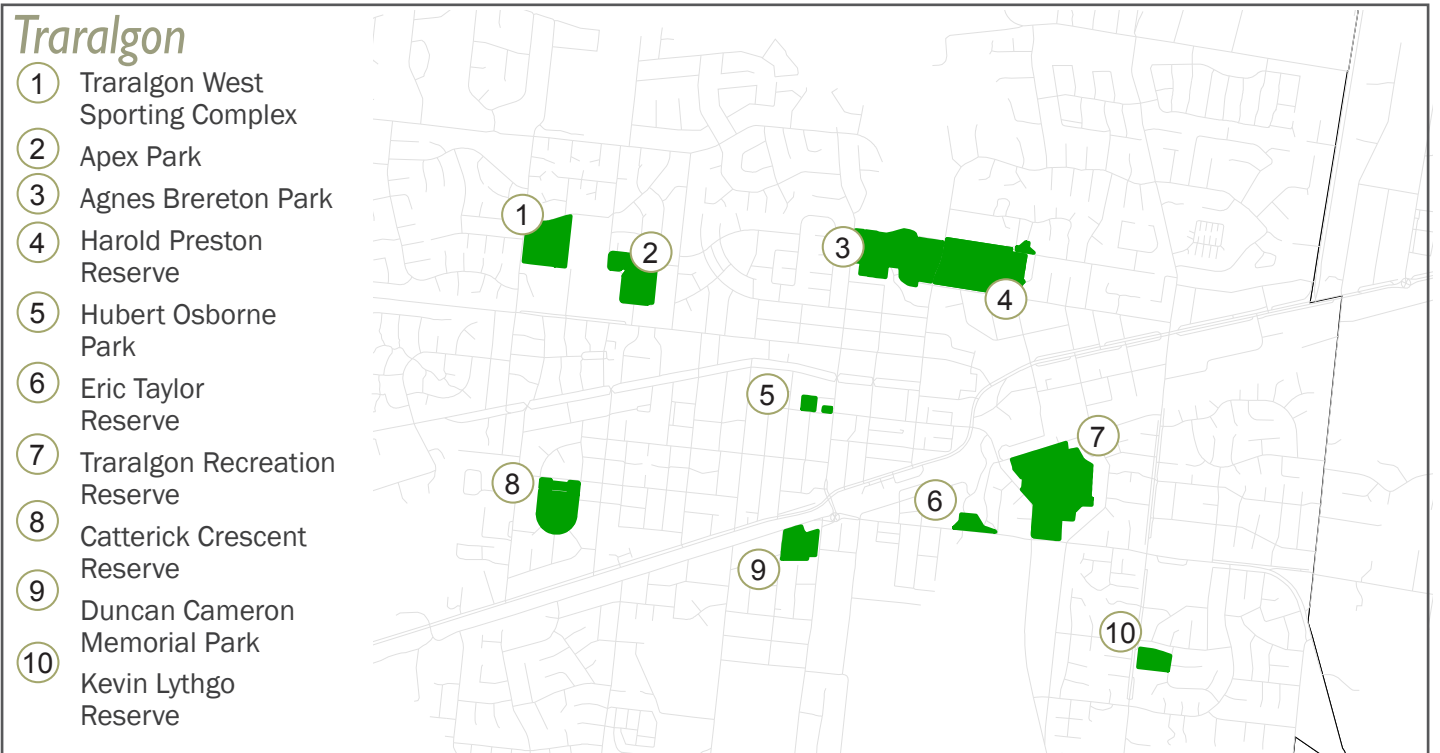 Traralgon
1 Traralgon West
Sporting Complex
2 Apex Park
3 Agnes Brereton Park
4 Harold Preston
Reserve
5 Hubert Osborne
Park
6 Eric Taylor
Reserve
7 Traralgon Recreation
Reserve
8 Catterick Crescent
Reserve
9 Duncan Cameron
Memorial Park
10 Kevin Lythgo
Reserve
1
2
3
4
5
7
8
6
9
10